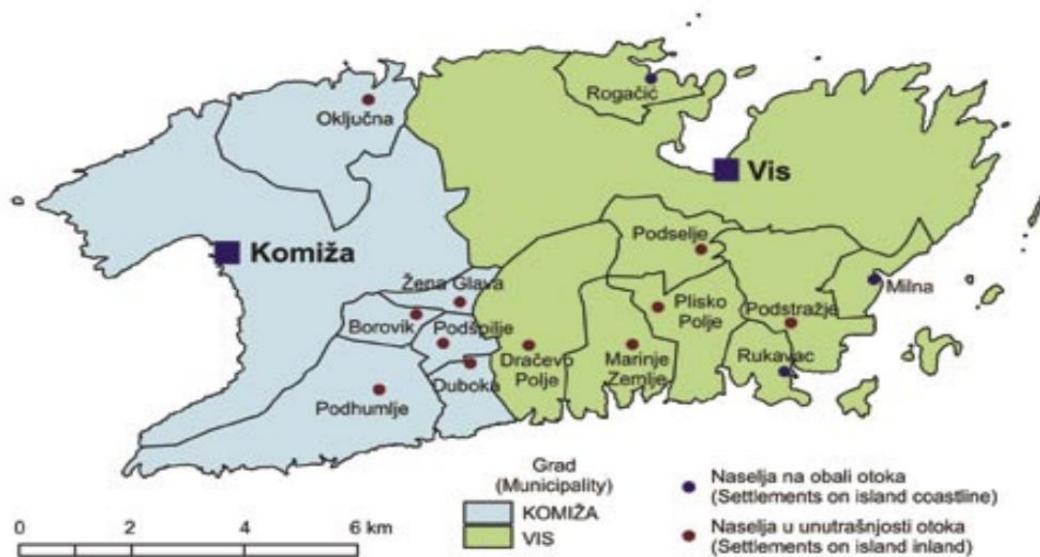 Rogačić
Oključna
Vis
Podselje
Komiža
Žena Glava
Milna
Borovik
Podšpilje
Plisko
Polje
Podstražje
Dračevo
Polje
Marinje
Zemlje
Rukavac
Duboka
Podhumlje
Grad
(Municipality)
KOMIŽA
VIS
Naselja na obali otoka
(Settlements on island coastline)
Naselja u unutrašnjosti otoka
(Settlements on island inland)
0 2 4 6 km